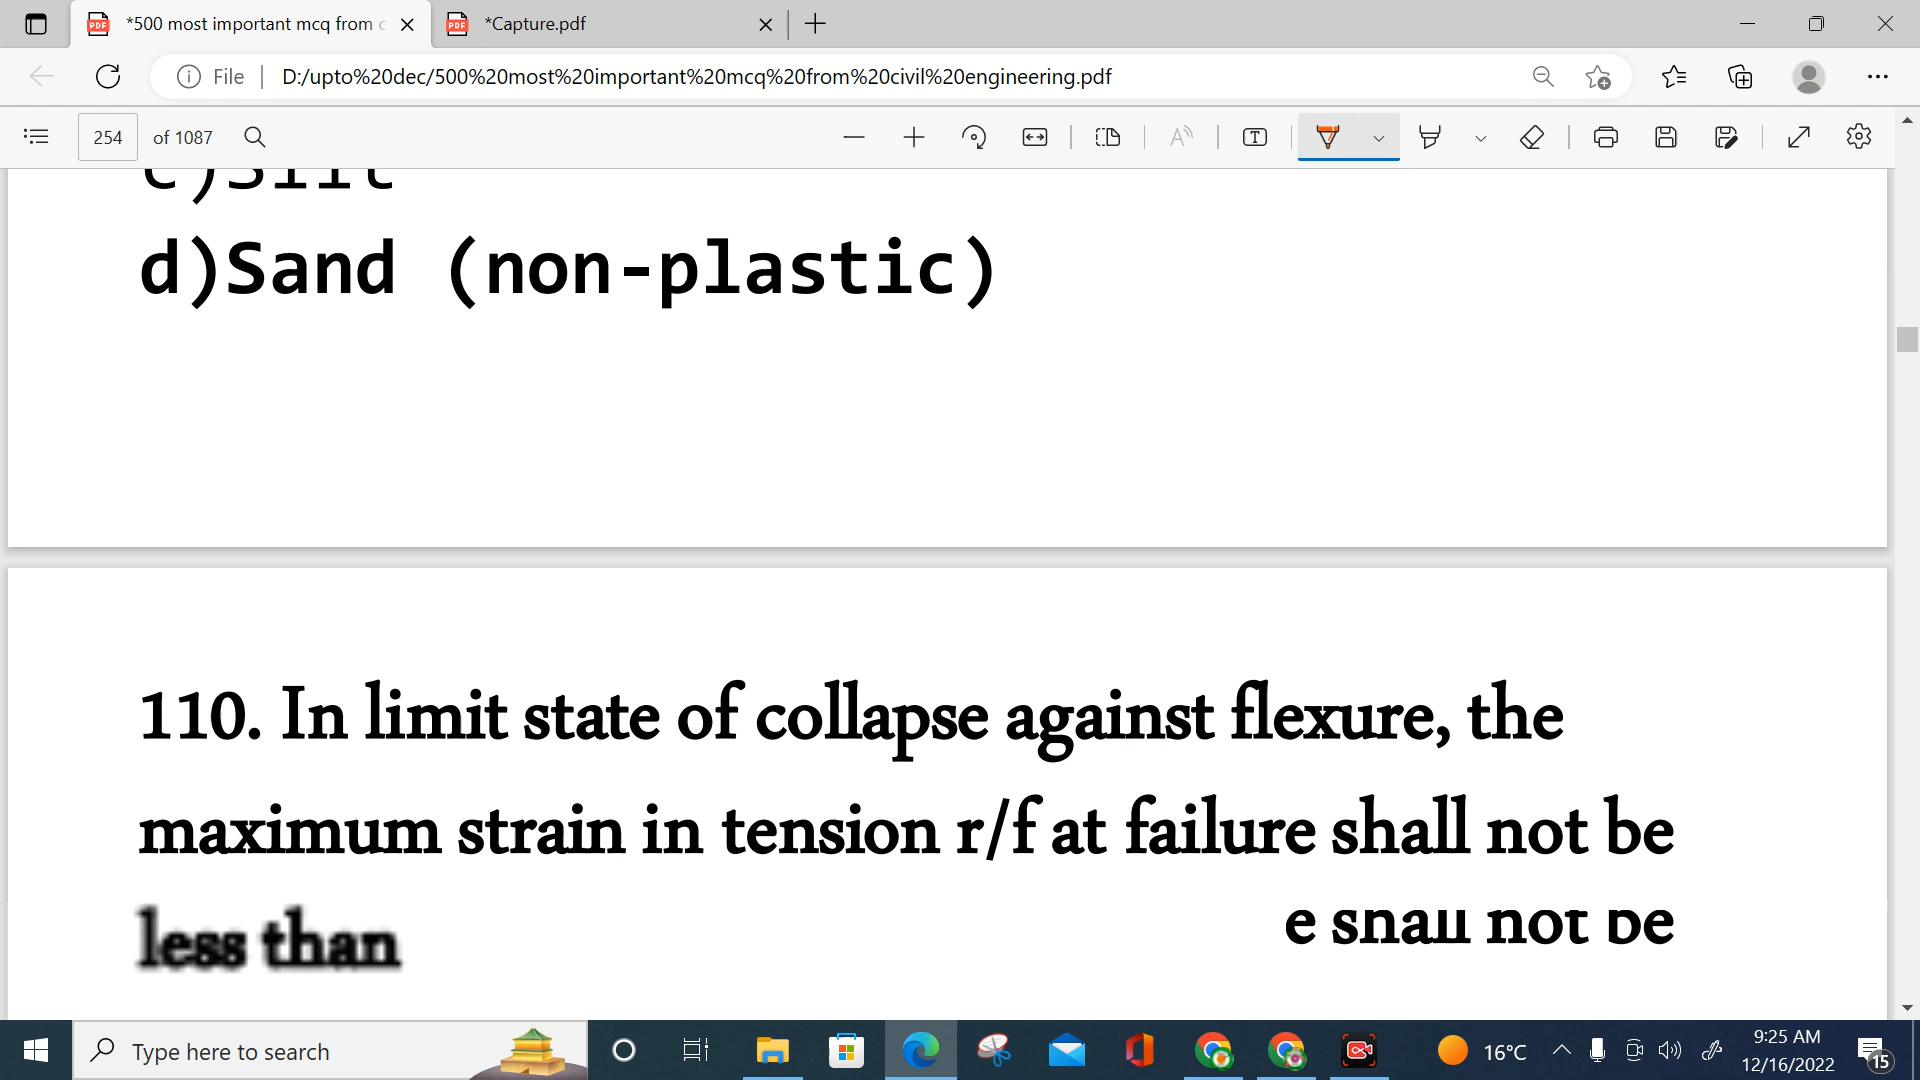 *500 most important mcq from c
*Capture.pdf
File
D:/upto%20dec/500%20most%20important%20mcq%20from%20civil%20engineering.pdf
254 of 1087
d)Sand (non-plastic)
110. In limit state of collapse against flexure, the
maximum strain in tension r/f at failure shall not be
less than
e shall not be
Type here to search
16°C
9:25 AM
12/16/2022
15